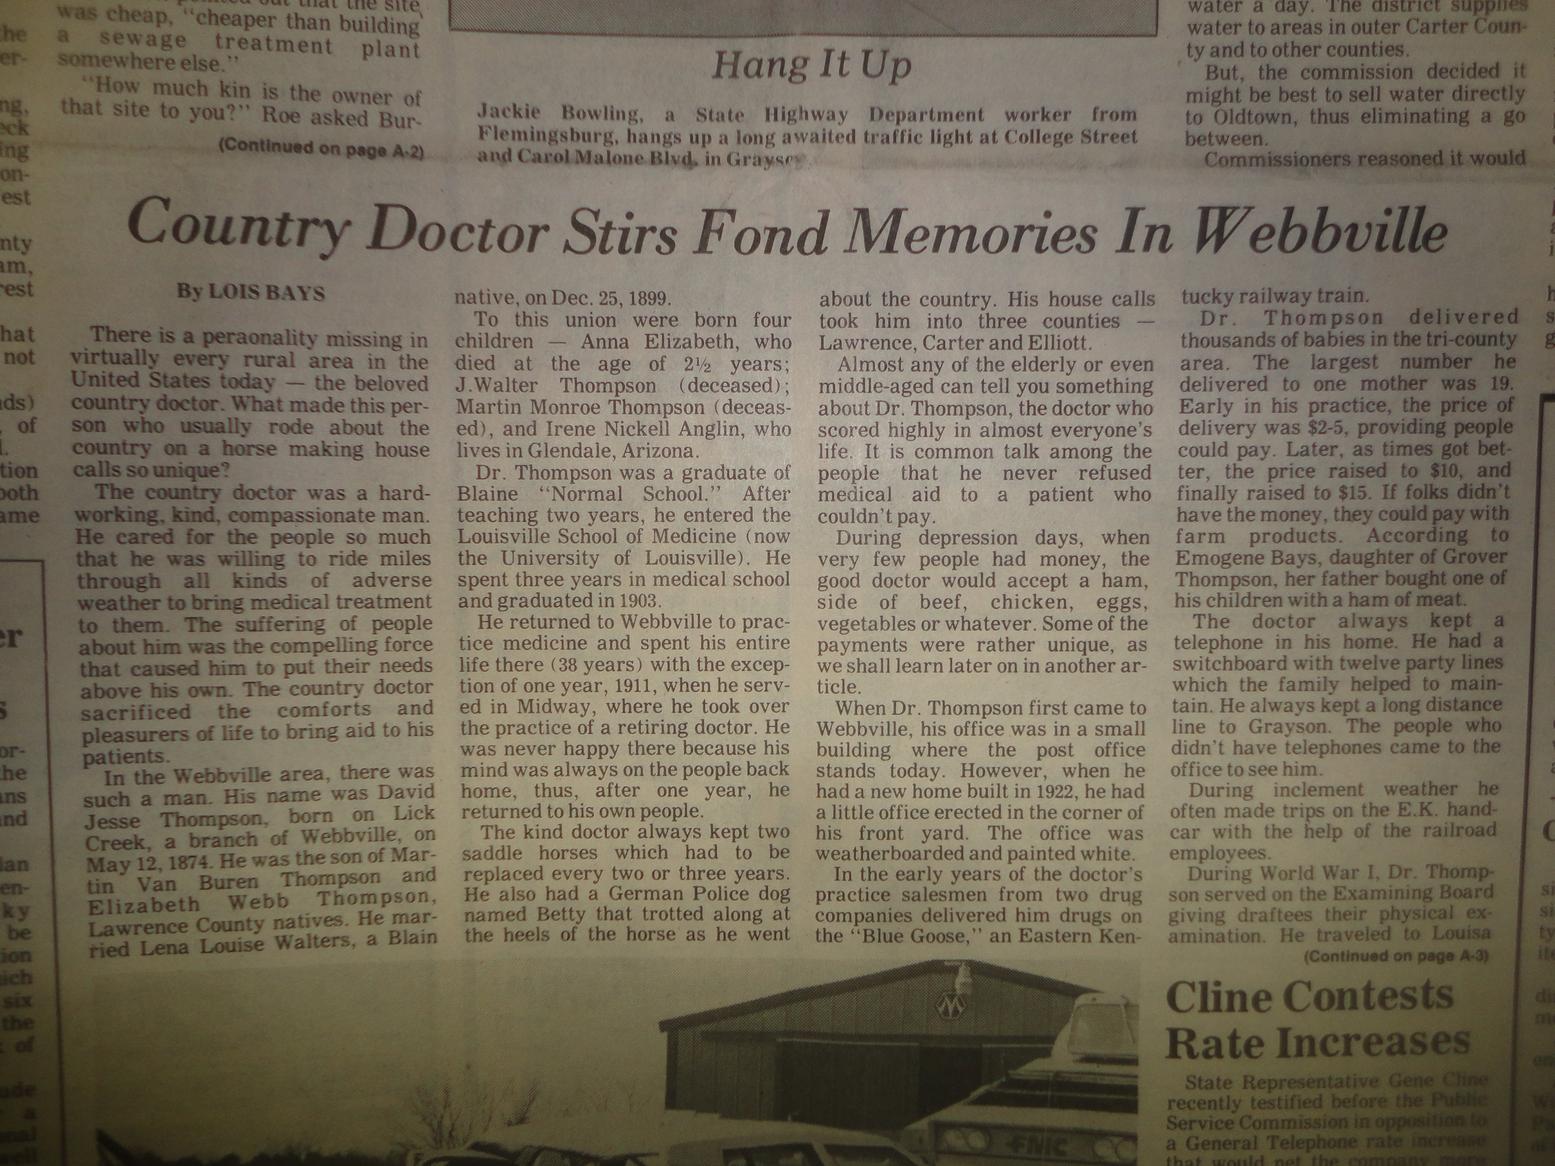 the site
was cheap, "cheaper than building
a sewage treatment plant
somewhere else."
"How much kin is the owner of
that site to you?" Roe asked Bur-
(Continued on page A-2)
Hang It Up
Jackie Bowling, a State Highway Department worker from
Flemingsburg, hangs up a long awaited traffic light at College Street
and Carol Malone Blvd. in
water a day. The district supplies
water to areas in outer Carter Coun-
ty and to other counties.
But, the commission decided it
might be best to sell water directly
to Oldtown, thus eliminating a go
between.
Commissioners reasoned it would
Country Doctor Stirs Fond Memories In Webbville
By LOIS BAYS
There is a peraonality missing in
virtually every rural area in the
United States today — the beloved
country doctor. What made this per-
son who usually rode about the
country on a horse making house
calls so unique?
The country doctor was a hard-
working, kind, compassionate man.
He cared for the people so much
that he was willing to ride miles
through all kinds of adverse
weather to bring medical treatment
to them. The suffering of people
about him was the compelling force
that caused him to put their needs
above his own. The country doctor
sacrificed the comforts and
pleasurers of life to bring aid to his
patients.
In the Webbville area, there was
such a man. His name was David
Jesse Thompson, born on Lick
Creek, a branch of Webbville, on
May 12, 1874. He was the son of Mar-
tin Van Buren Thompson and
Elizabeth Webb Thompson,
Lawrence County natives. He mar-
ried Lena Louise Walters, a Blain
native, on Dec. 25, 1899.
To this union were born four
children — Anna Elizabeth, who
died at the age of 2½ years;
J.Walter Thompson (deceased);
Martin Monroe Thompson (deceas-
ed), and Irene Nickell Anglin, who
lives in Glendale, Arizona.
Dr. Thompson was a graduate of
Blaine "Normal School." After
teaching two years, he entered the
Louisville School of Medicine (now
the University of Louisville). He
spent three years in medical school
and graduated in 1903.
He returned to Webbville to prac-
tice medicine and spent his entire
life there (38 years) with the excep-
tion of one year, 1911, when he serv-
ed in Midway, where he took over
the practice of a retiring doctor. He
was never happy there because his
mind was always on the people back
home, thus, after one year, he
returned to his own people.
The kind doctor always kept two
saddle horses which had to be
replaced every two or three years.
He also had a German Police dog
named Betty that trotted along at
the heels of the horse as he went
about the country. His house calls
took him into three counties —
Lawrence, Carter and Elliott.
Almost any of the elderly or even
middle-aged can tell you something
about Dr. Thompson, the doctor who
scored highly in almost everyone's
life. It is common talk among the
people that he never refused
medical aid to a patient who
couldn't pay.
During depression days, when
very few people had money, the
good doctor would accept a ham,
side of beef, chicken, eggs,
vegetables or whatever. Some of the
payments were rather unique, as
we shall learn later on in another ar-
ticle.
When Dr. Thompson first came to
Webbville, his office was in a small
building where the post office
stands today. However, when he
had a new home built in 1922, he had
a little office erected in the corner of
his front yard. The office was
weatherboarded and painted white.
In the early years of the doctor's
practice salesmen from two drug
companies delivered him drugs on
the "Blue Goose," an Eastern Ken-
tucky railway train.
Dr. Thompson delivered
thousands of babies in the tri-county
area. The largest number he
delivered to one mother was 19.
Early in his practice, the price of
delivery was $2-5, providing people
could pay. Later, as times got bet-
ter, the price raised to $10, and
finally raised to $15. If folks didn't
have the money, they could pay with
farm products. According to
Emogene Bays, daughter of Grover
Thompson, her father bought one of
his children with a ham of meat.
The doctor always kept a
telephone in his home. He had a
switchboard with twelve party lines
which the family helped to main-
tain. He always kept a long distance
line to Grayson. The people who
didn't have telephones came to the
office to see him.
During inclement weather he
often made trips on the E.K. hand-
car with the help of the railroad
employees.
During World War I, Dr. Thomp-
son served on the Examining Board
giving draftees their physical ex-
amination. He traveled to Louisa
(Continued on page A-3)
Cline Contests
Rate Increases
State Representative Gene Cline
recently testified before the Public
Service Commission in opposition to
a General Telephone rate increase
that would net the company more
FMC